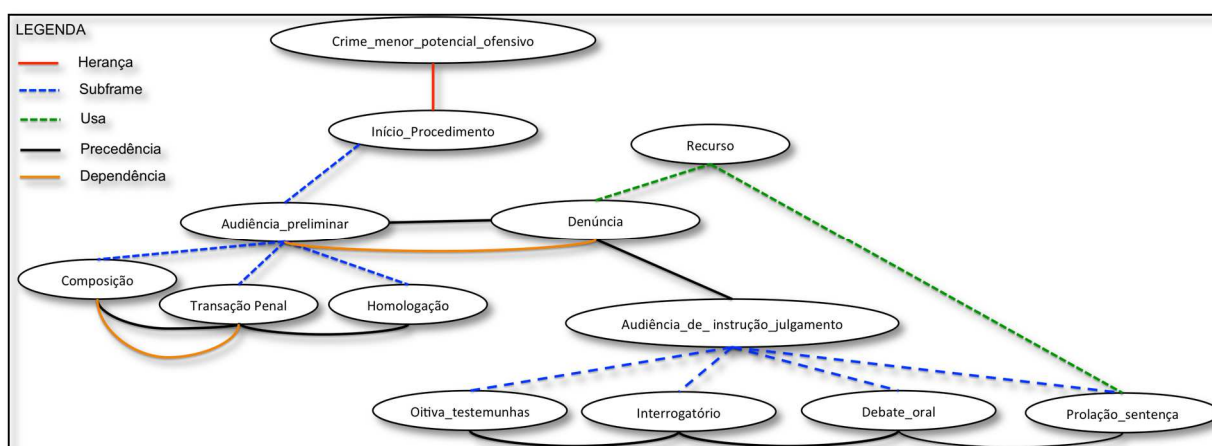 LEGENDA
Herança
Subframe
Usa
Precedência
Dependência
Crime_menor_potencial_ofensivo
Início_Procedimento
Recurso
Audiência_preliminar
Denúncia
Composição
Transação Penal
Homologação
Audiência_de_ instrução_julgamento
Oitiva_testemunhas
Interrogatório
Debate_oral
Prolação_sentença